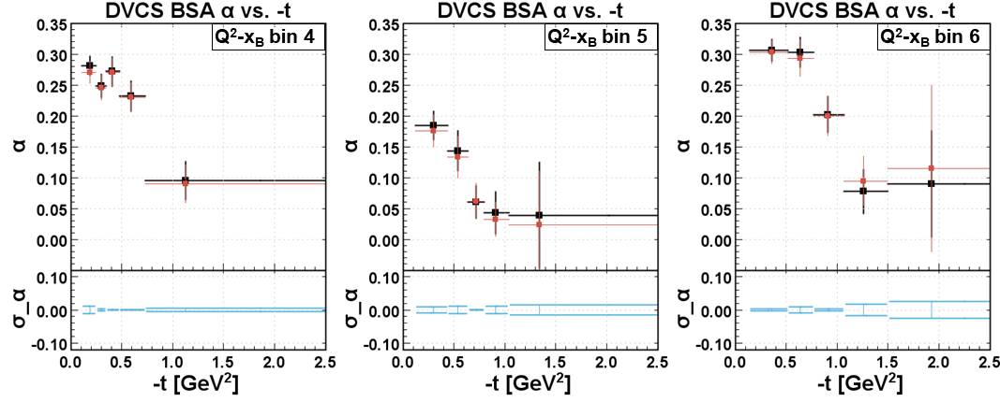 DVCS BSA α vs. -t
Q²-x_B bin 4
0.35
0.30
0.25
0.20
0.15
0.10
0.05
0.00
α
0.10
0.00
-0.10
σ_α
0.0 0.5 1.0 1.5 2.0 2.5
-t [GeV²]
DVCS BSA α vs. -t
Q²-x_B bin 5
0.35
0.30
0.25
0.20
0.15
0.10
0.05
0.00
α
0.10
0.00
-0.10
σ_α
0.0 0.5 1.0 1.5 2.0 2.5
-t [GeV²]
DVCS BSA α vs. -t
Q²-x_B bin 6
0.35
0.30
0.25
0.20
0.15
0.10
0.05
0.00
α
0.10
0.00
-0.10
σ_α
0.0 0.5 1.0 1.5 2.0 2.5
-t [GeV²]